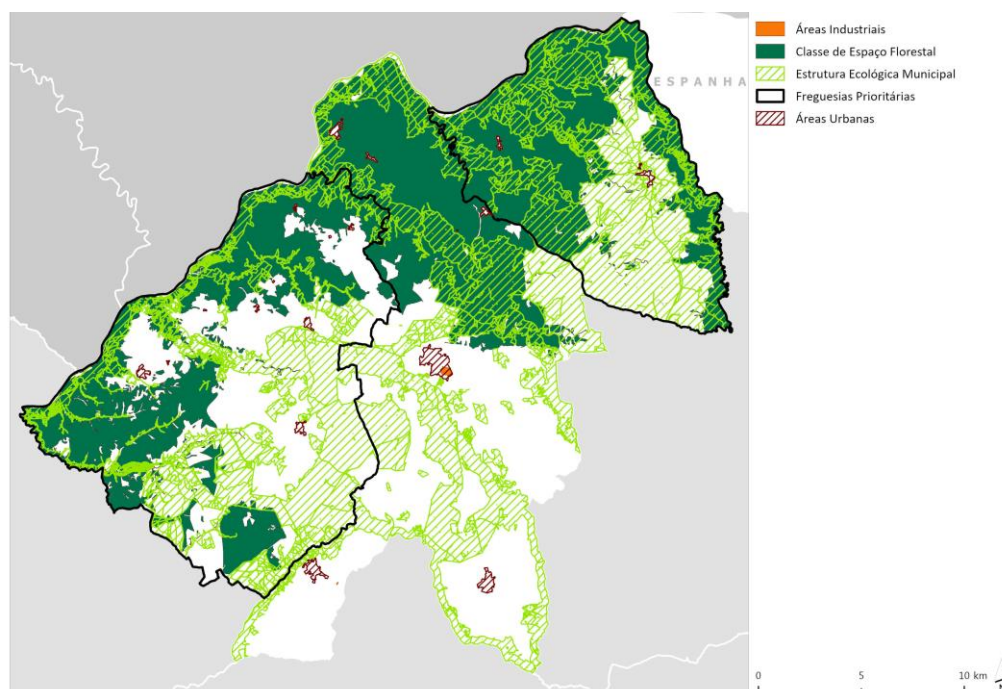 Áreas Industriais
Classe de Espaço Florestal
Estrutura Ecológica Municipal
Freguesias Prioritárias
Áreas Urbanas
ESPANHA
0 5 10 km